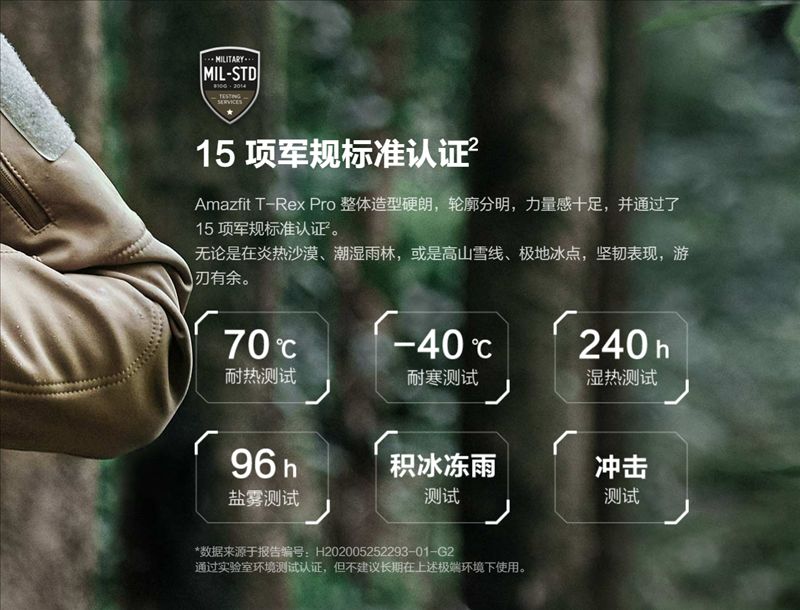 MILITARY
MIL-STD
810G - 2014
TESTING
SERVICES
15 项军规标准认证²
Amazfit T-Rex Pro 整体造型硬朗，轮廓分明，力量感十足，并通过了
15 项军规标准认证²。
无论是在炎热沙漠、潮湿雨林，或是高山雪线、极地冰点，坚韧表现，游
刃有余。
70 ℃
耐热测试
-40 ℃
耐寒测试
240 h
湿热测试
96 h
盐雾测试
积冰冻雨
测试
冲击
测试
*数据来源于报告编号：H202005252293-01-G2
通过实验室环境测试认证，但不建议长期在上述极端环境下使用。